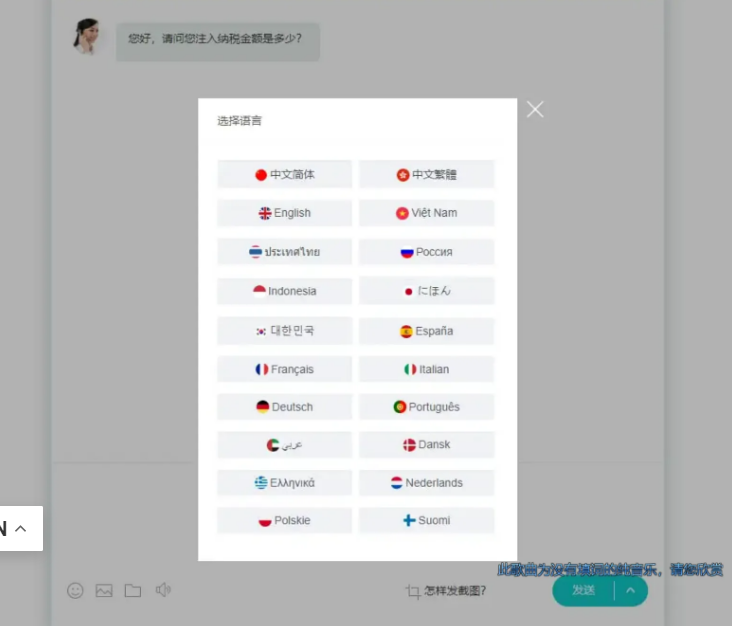 您好，请问您注入纳税金额是多少？
选择语言
中文简体
中文繁體
English
Việt Nam
ประเทศไทย
Россия
Indonesia
にほん
대한민국
España
Français
Italian
Deutsch
Português
عربي
Dansk
Ελληνικά
Nederlands
Polskie
Suomi
N
此歌曲为没有填词的纯音乐，请您欣赏
怎样发截图?
发送